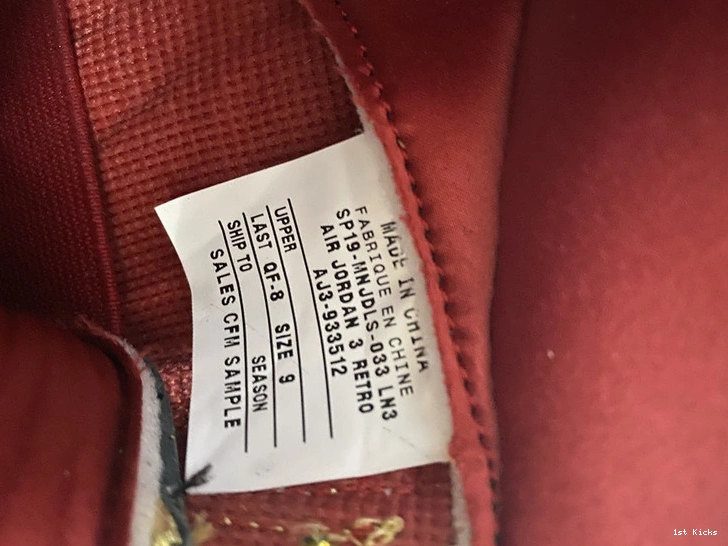 MADE IN CHINA
FABRIQUE EN CHINE
SP19-MNJDLS-033 LN3
AIR JORDAN 3 RETRO
AJ3-933512
UPPER
LAST QF-8 SIZE 9
SHIP TO SEASON
SALES CFM SAMPLE
1st Kicks